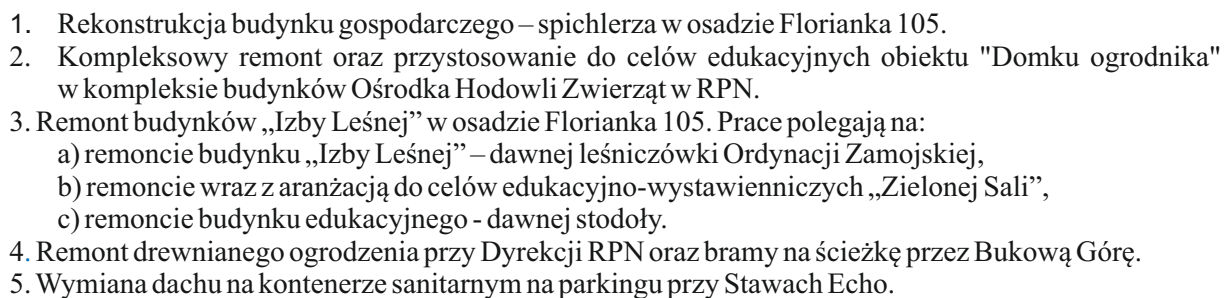 1. Rekonstrukcja budynku gospodarczego – spichlerza w osadzie Florianka 105.
2. Kompleksowy remont oraz przystosowanie do celów edukacyjnych obiektu "Domku ogrodnika"
w kompleksie budynków Ośrodka Hodowli Zwierząt w RPN.
3. Remont budynków „Izby Leśnej” w osadzie Florianka 105. Prace polegają na:
a) remoncie budynku „Izby Leśnej” – dawnej leśniczówki Ordynacji Zamojskiej,
b) remoncie wraz z aranżacją do celów edukacyjno-wystawienniczych „Zielonej Sali”,
c) remoncie budynku edukacyjnego - dawnej stodoły.
4. Remont drewnianego ogrodzenia przy Dyrekcji RPN oraz bramy na ścieżkę przez Bukową Górę.
5. Wymiana dachu na kontenerze sanitarnym na parkingu przy Stawach Echo.